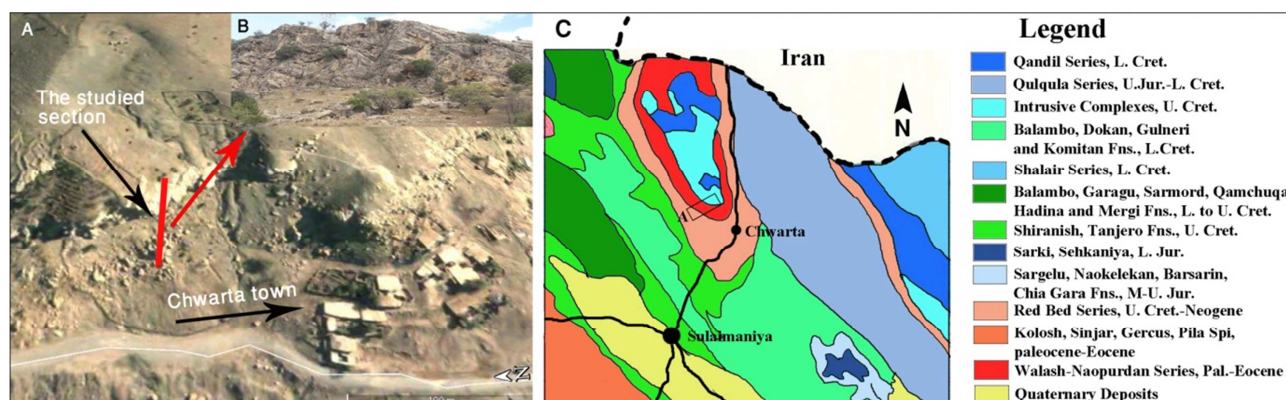 A
B
The studied
section
Chwarta town
Z
C
Iran
N
A
Chwarta
Sulaimaniya
Legend
Qandil Series, L. Cret.
Qulqula Series, U.Jur.-L. Cret.
Intrusive Complexes, U. Cret.
Balambo, Dokan, Gulneri
and Komitan Fns., L.Cret.
Shalair Series, L. Cret.
Balambo, Garagu, Sarmord, Qamchuqa
Hadina and Mergi Fns., L. to U. Cret.
Shiranish, Tanjero Fns., U. Cret.
Sarki, Sehkaniya, L. Jur.
Sargelu, Naokelekan, Barsarin,
Chia Gara Fns., M-U. Jur.
Red Bed Series, U. Cret.-Neogene
Kolosh, Sinjar, Gercus, Pila Spi,
paleocene-Eocene
Walash-Naopurdan Series, Pal.-Eocene
Quaternary Deposits